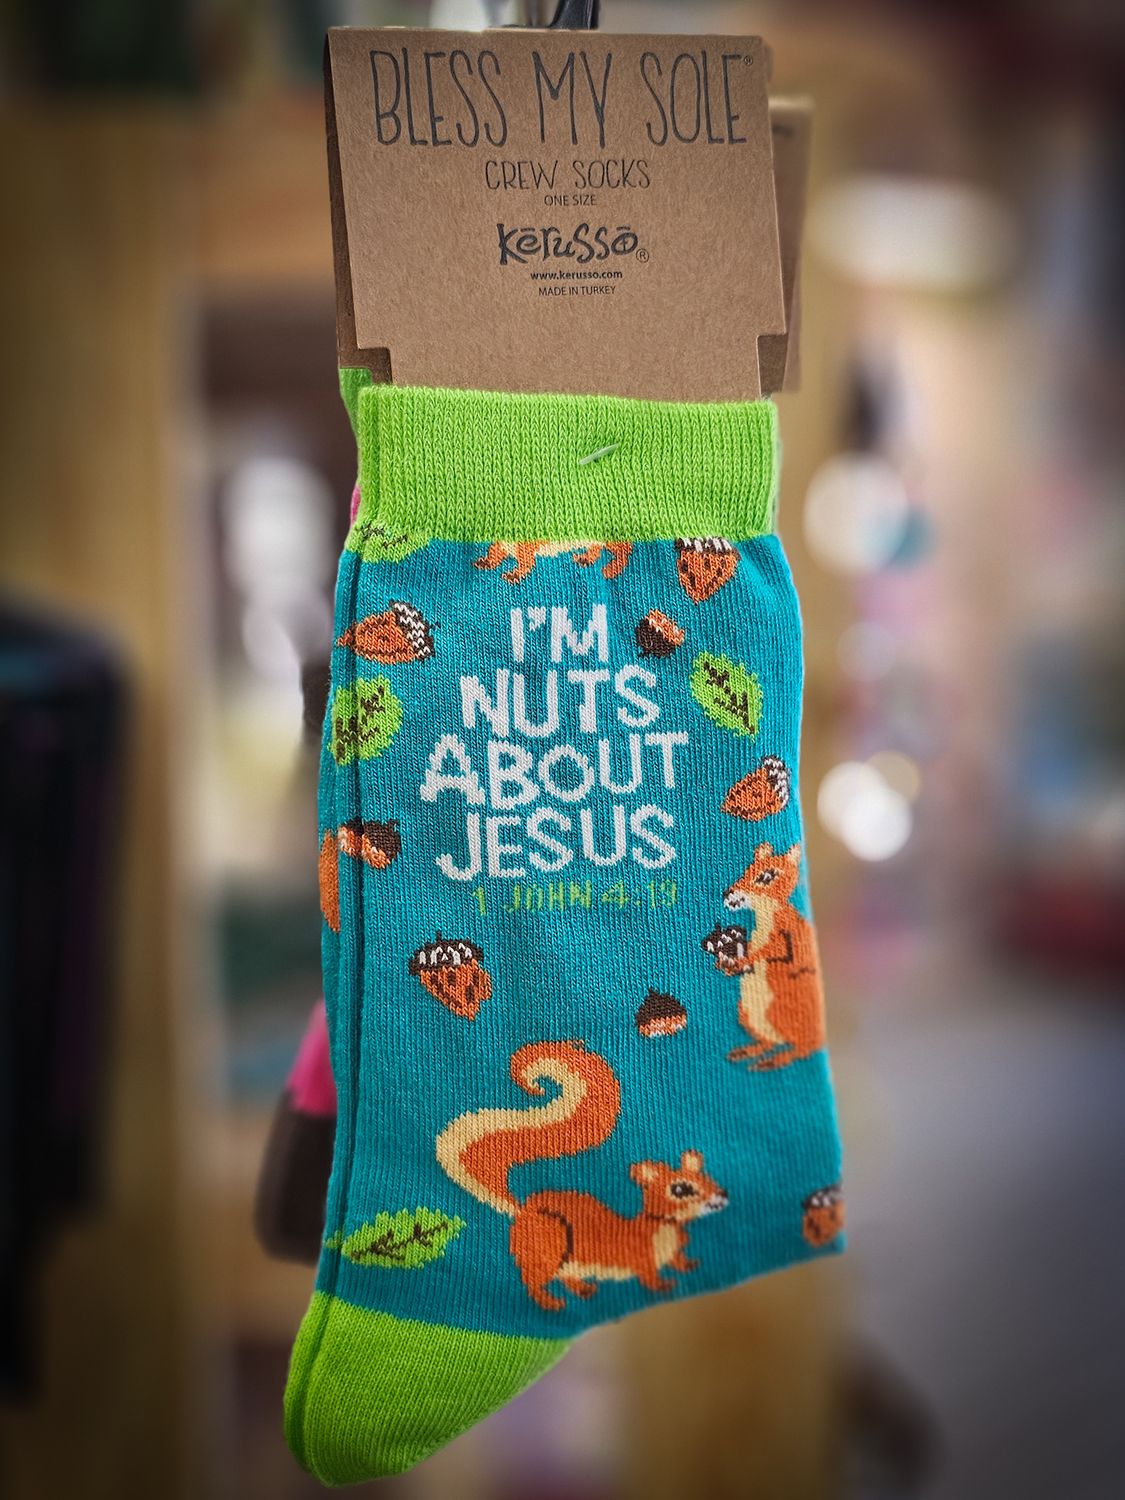 BLESS MY SOLE®
CREW SOCKS
ONE SIZE
kerusso®
www.kerusso.com
MADE IN TURKEY
I'M
NUTS
ABOUT
JESUS
1 JOHN 4:19